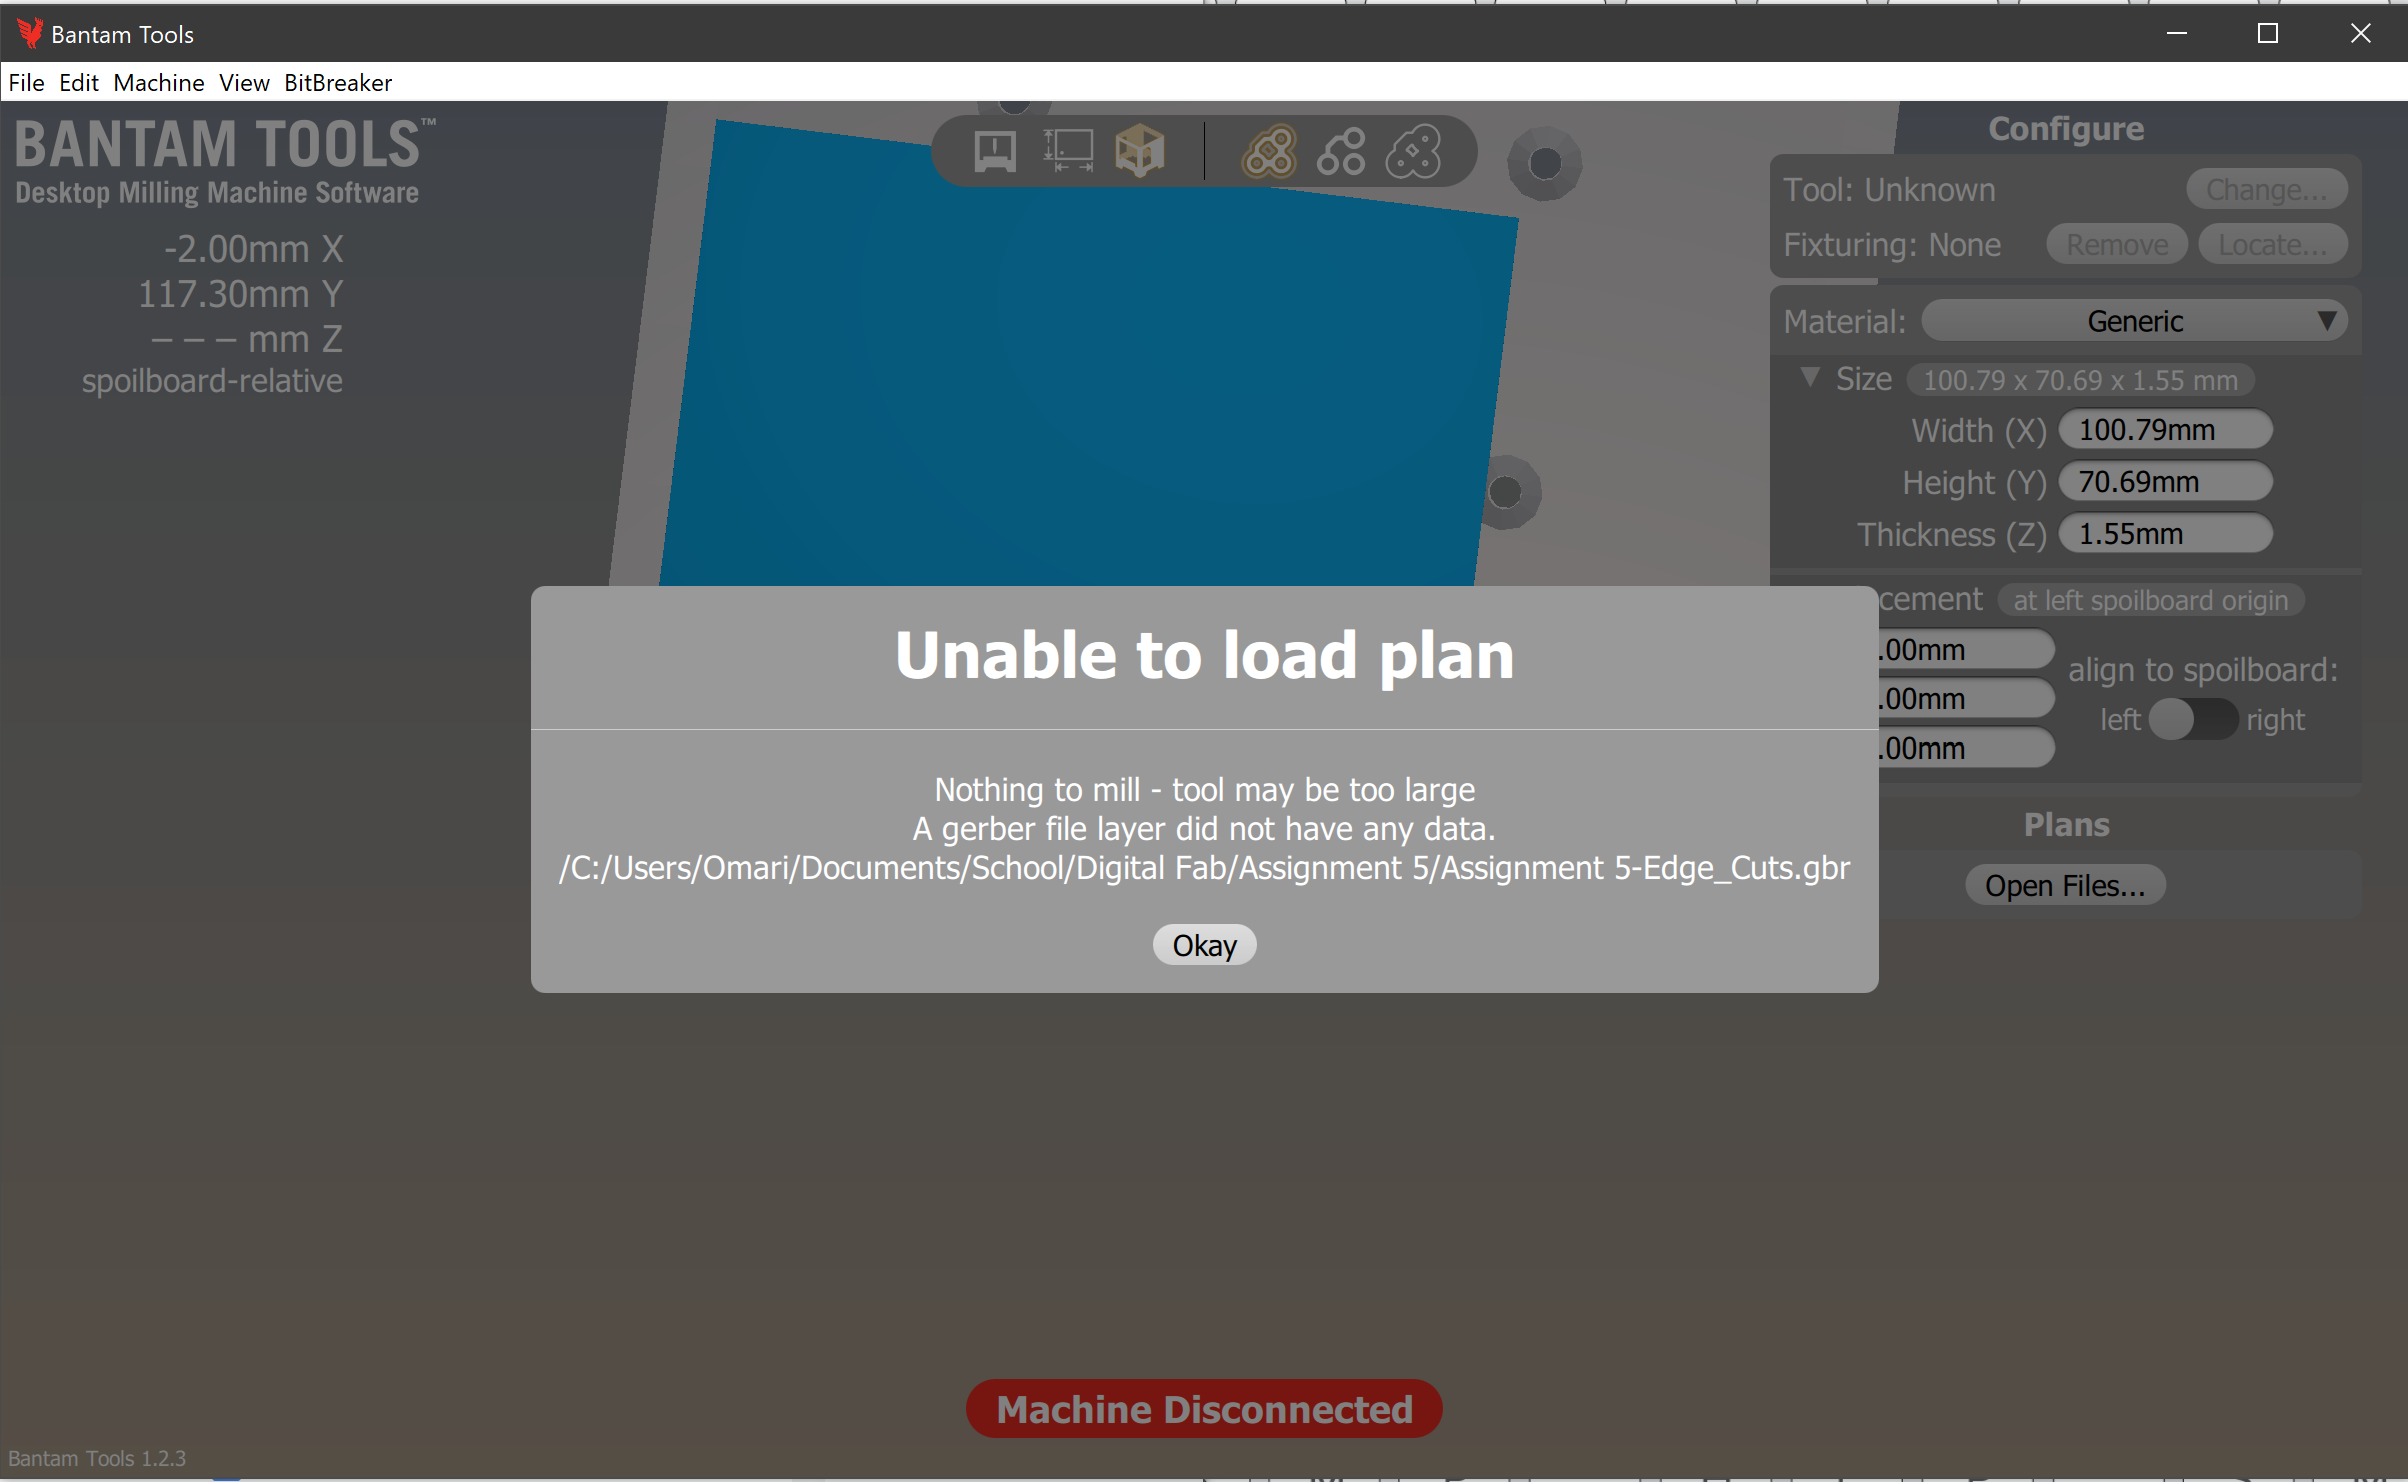 Bantam Tools
File Edit Machine View BitBreaker
BANTAM TOOLS™
Desktop Milling Machine Software
-2.00mm X
117.30mm Y
– – – mm Z
spoilboard-relative
Configure
Tool: Unknown Change...
Fixturing: None Remove Locate...
Material: Generic
Size 100.79 x 70.69 x 1.55 mm
Width (X) 100.79mm
Height (Y) 70.69mm
Thickness (Z) 1.55mm
cement at left spoilboard origin
.00mm
.00mm
.00mm
align to spoilboard:
left right
Plans
Open Files...
Unable to load plan
Nothing to mill - tool may be too large
A gerber file layer did not have any data.
/C:/Users/Omari/Documents/School/Digital Fab/Assignment 5/Assignment 5-Edge_Cuts.gbr
Okay
Machine Disconnected
Bantam Tools 1.2.3